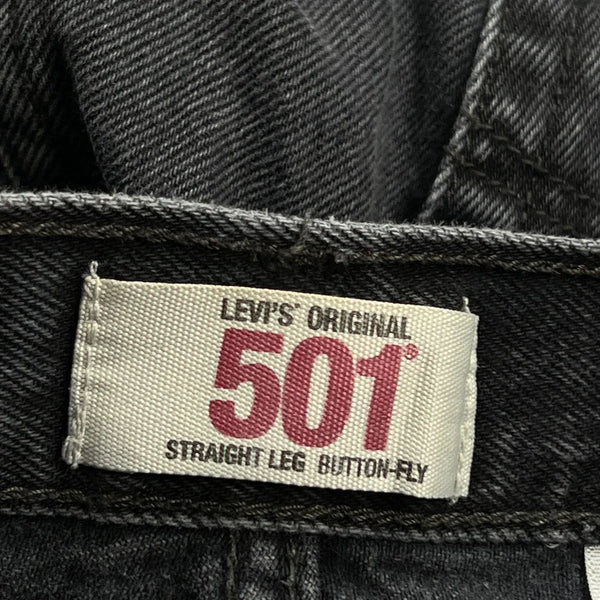 LEVI'S® ORIGINAL
501®
STRAIGHT LEG BUTTON-FLY